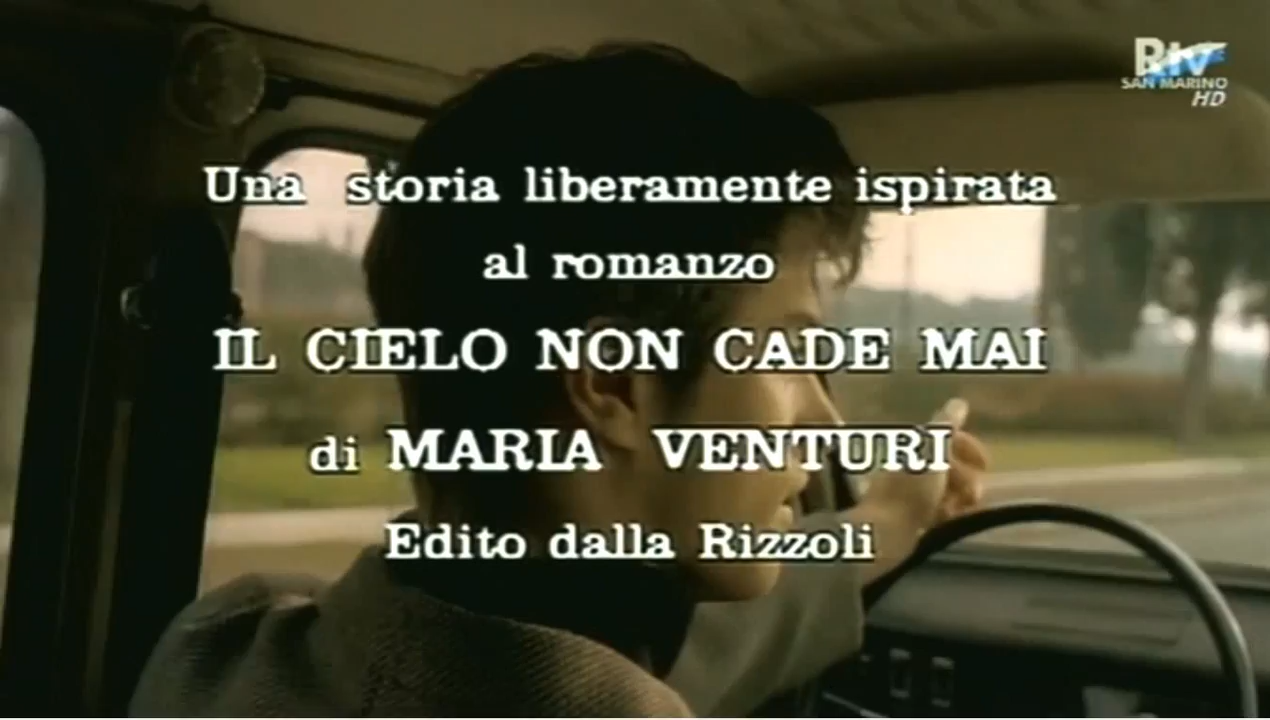 Rtv
SAN MARINO
HD
Una storia liberamente ispirata
al romanzo
IL CIELO NON CADE MAI
di MARIA VENTURI
Edito dalla Rizzoli